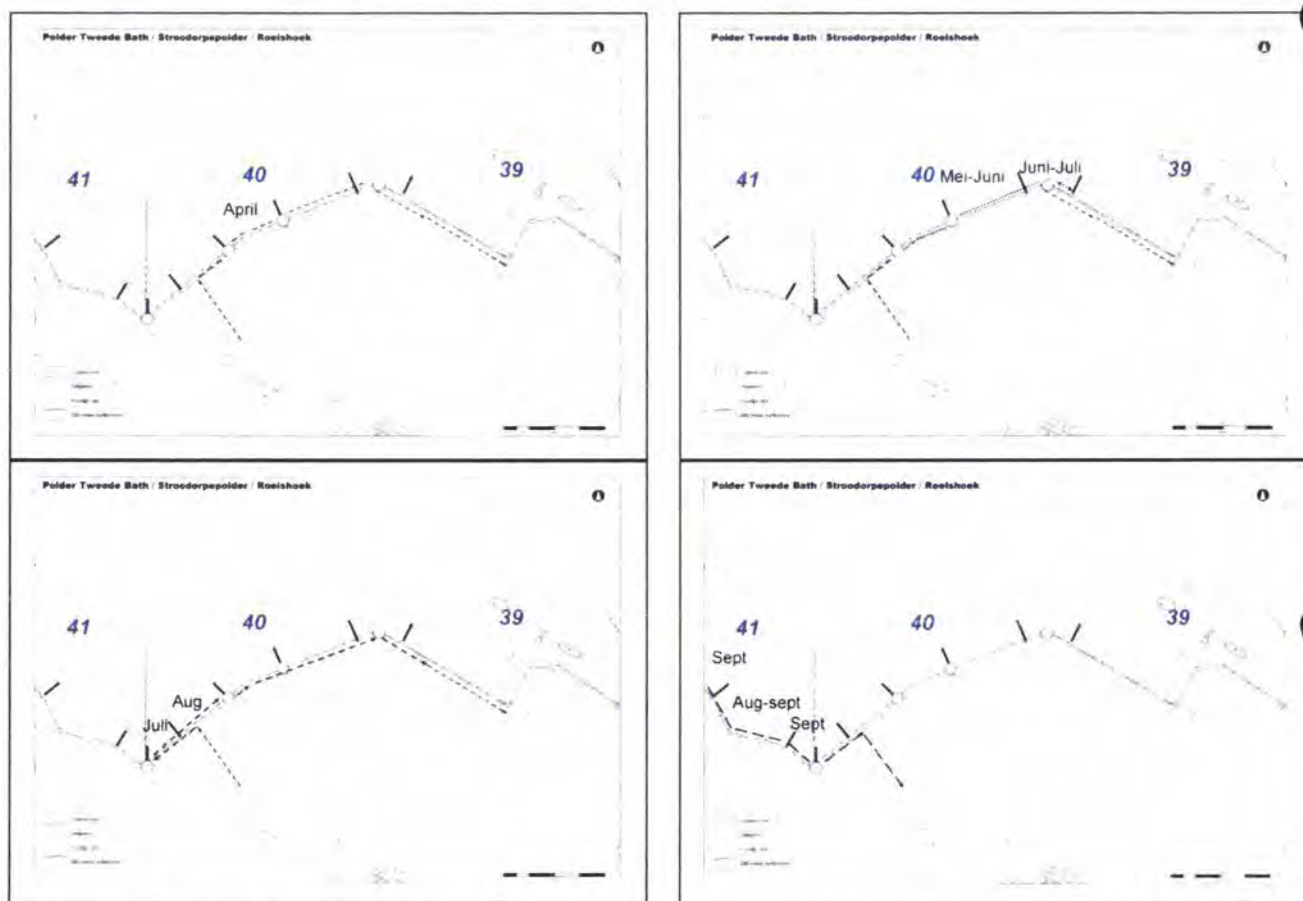 Polder Tweede Bath / Stroodorpepolder / Roelshoek
41
40
39
April
Polder Tweede Bath / Stroodorpepolder / Roelshoek
41
40
Mei-Juni
Juni-Juli
39
Polder Tweede Bath / Stroodorpepolder / Roelshoek
41
40
39
Aug
Juli
Polder Tweede Bath / Stroodorpepolder / Roelshoek
41
40
39
Sept
Aug-sept
Sept